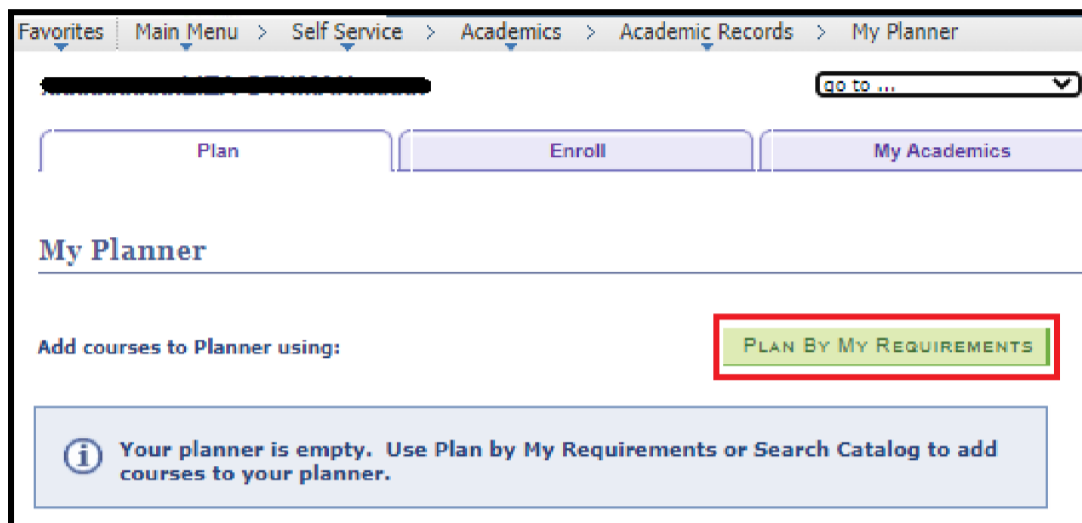 Favorites Main Menu > Self Service > Academics > Academic Records > My Planner
go to ...
Plan Enroll My Academics
My Planner
Add courses to Planner using:
PLAN BY MY REQUIREMENTS
Your planner is empty. Use Plan by My Requirements or Search Catalog to add
courses to your planner.